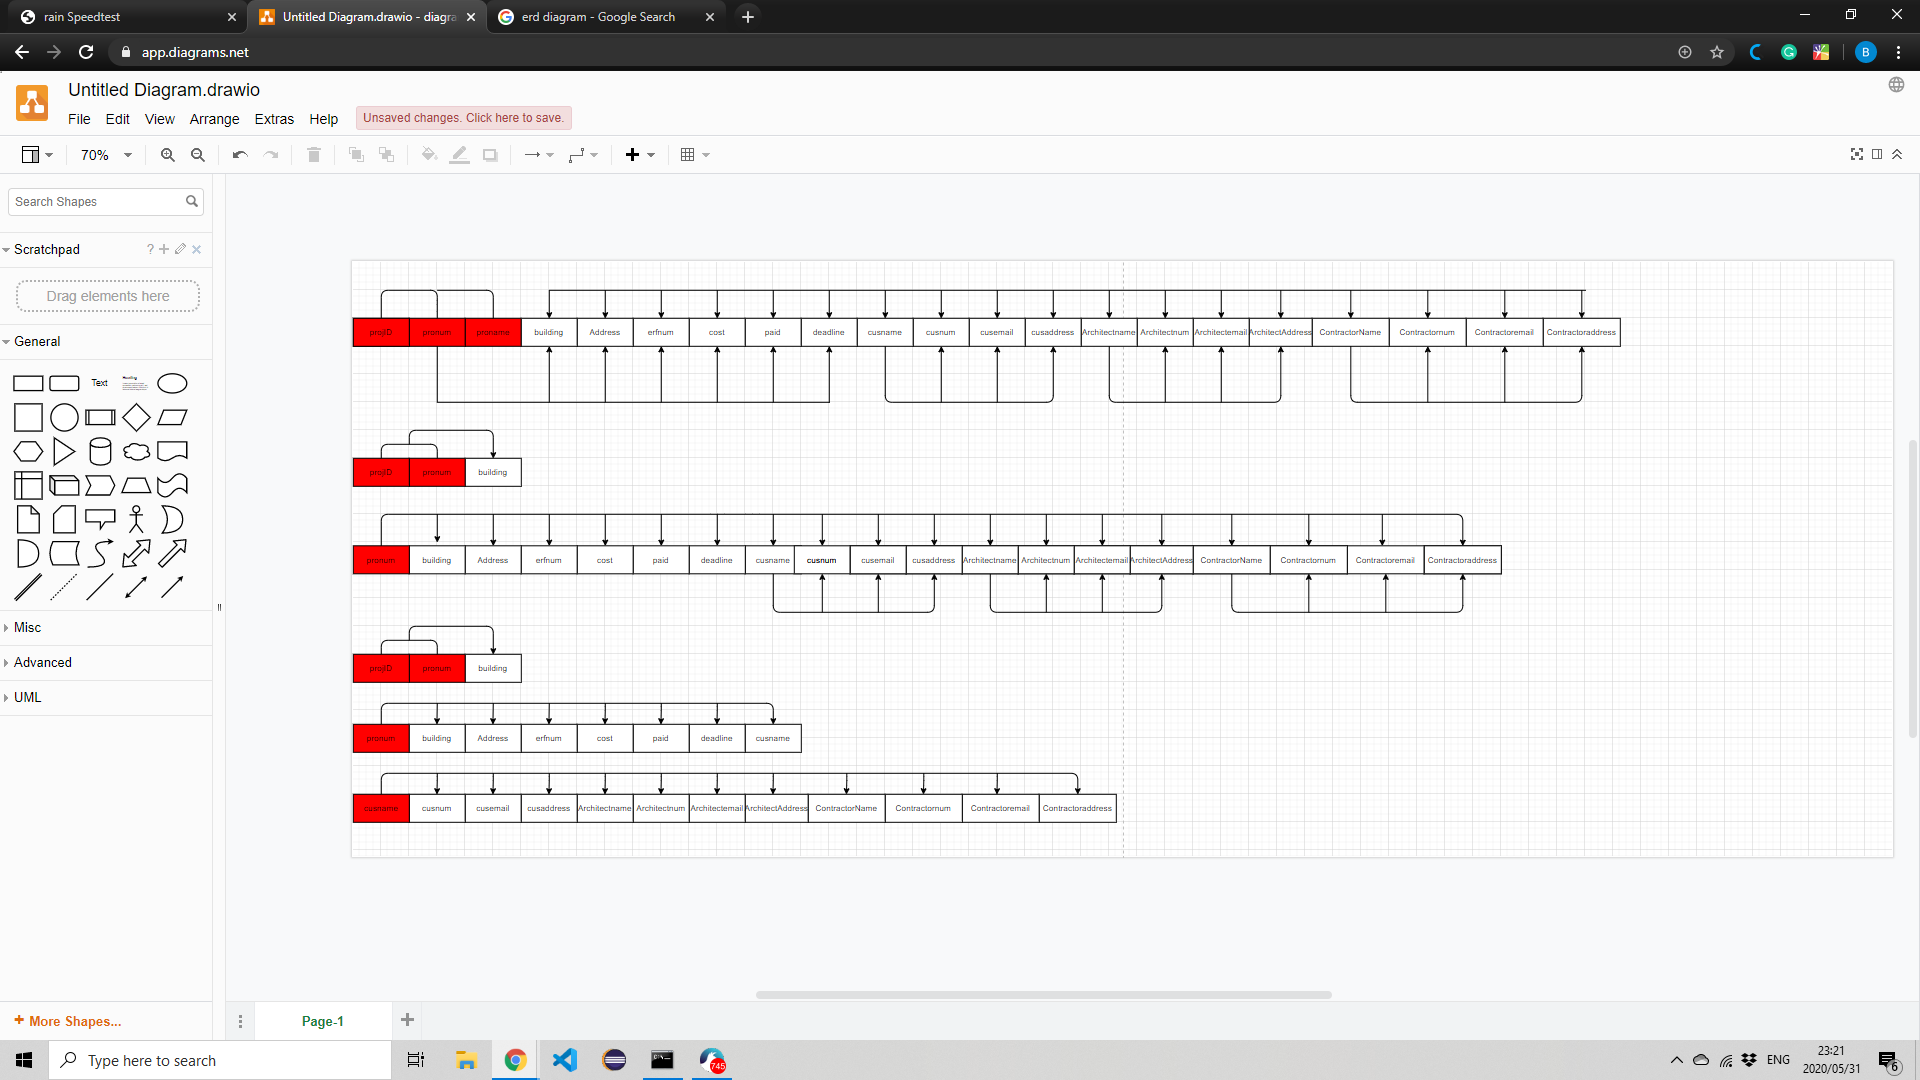 rain Speedtest
Untitled Diagram.drawio - diagra
erd diagram - Google Search
app.diagrams.net
B
Untitled Diagram.drawio
File Edit View Arrange Extras Help
Unsaved changes. Click here to save.
70%
Search Shapes
Scratchpad
?
Drag elements here
General
Text
Heading
Misc
Advanced
UML
projID pronum proname building Address erfnum cost paid deadline cusname cusnum cusemail cusaddress Architectname Architectnum Architectemail ArchitectAddress ContractorName Contractornum Contractoremail Contractoraddress
projID pronum building
pronum building Address erfnum cost paid deadline cusname cusnum cusemail cusaddress Architectname Architectnum Architectemail ArchitectAddress ContractorName Contractornum Contractoremail Contractoraddress
projID pronum building
pronum building Address erfnum cost paid deadline cusname
cusname cusnum cusemail cusaddress Architectname Architectnum Architectemail ArchitectAddress ContractorName Contractornum Contractoremail Contractoraddress
+ More Shapes...
Page-1
Type here to search
745
ENG
23:21
2020/05/31
6